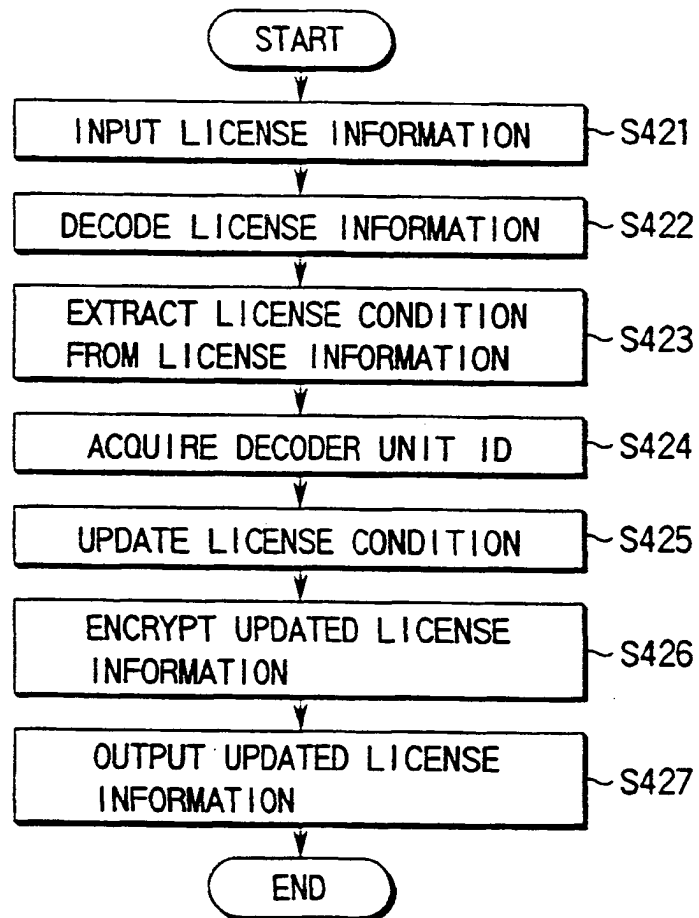 START
INPUT LICENSE INFORMATION
S421
DECODE LICENSE INFORMATION
S422
EXTRACT LICENSE CONDITION
FROM LICENSE INFORMATION
S423
ACQUIRE DECODER UNIT ID
S424
UPDATE LICENSE CONDITION
S425
ENCRYPT UPDATED LICENSE
INFORMATION
S426
OUTPUT UPDATED LICENSE
INFORMATION
S427
END